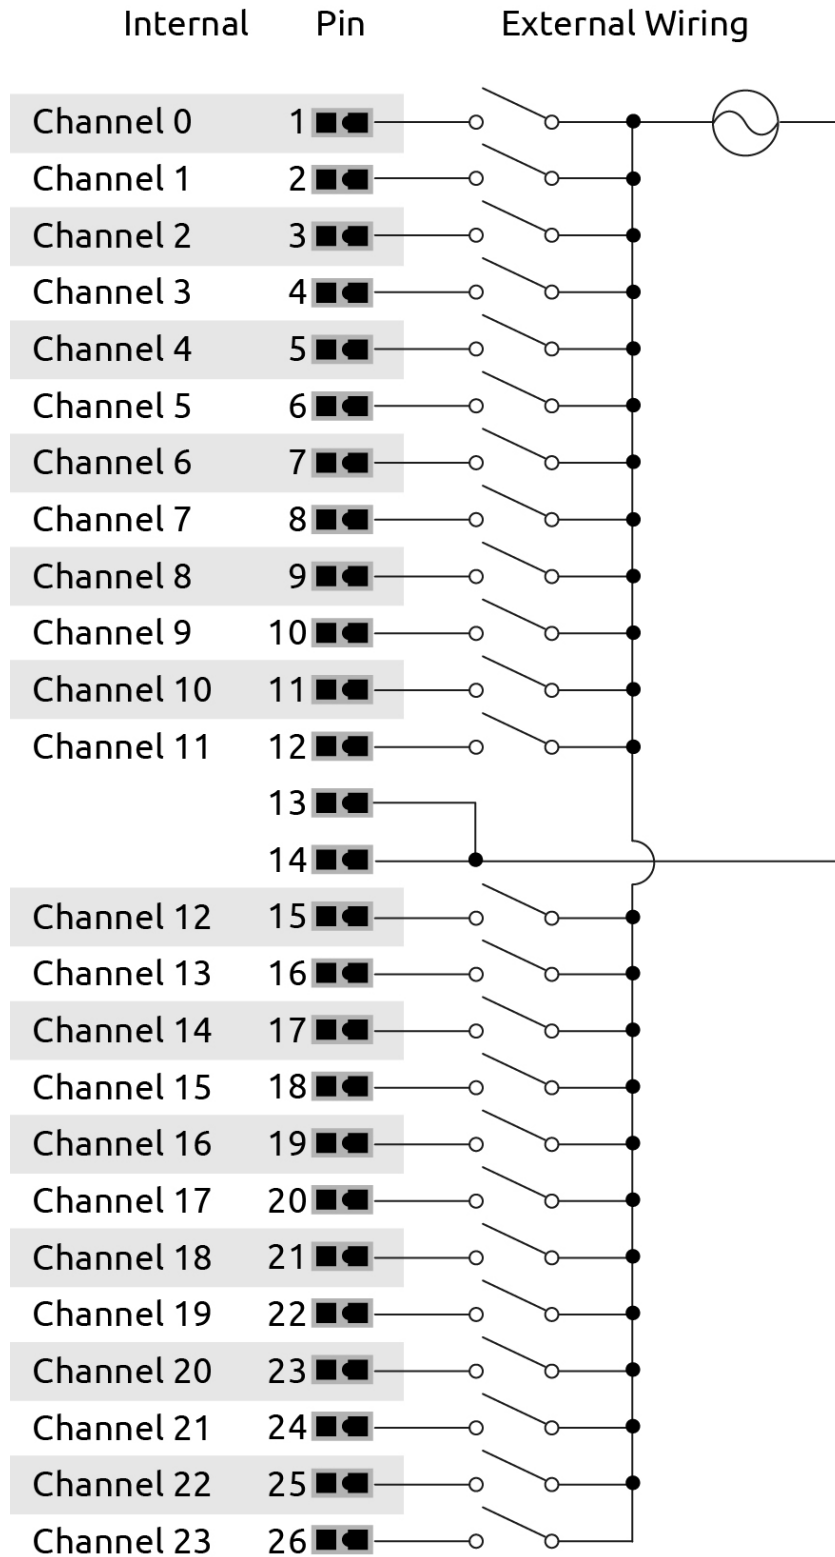 Internal Pin External Wiring
Channel 0 1
Channel 1 2
Channel 2 3
Channel 3 4
Channel 4 5
Channel 5 6
Channel 6 7
Channel 7 8
Channel 8 9
Channel 9 10
Channel 10 11
Channel 11 12
13
14
Channel 12 15
Channel 13 16
Channel 14 17
Channel 15 18
Channel 16 19
Channel 17 20
Channel 18 21
Channel 19 22
Channel 20 23
Channel 21 24
Channel 22 25
Channel 23 26